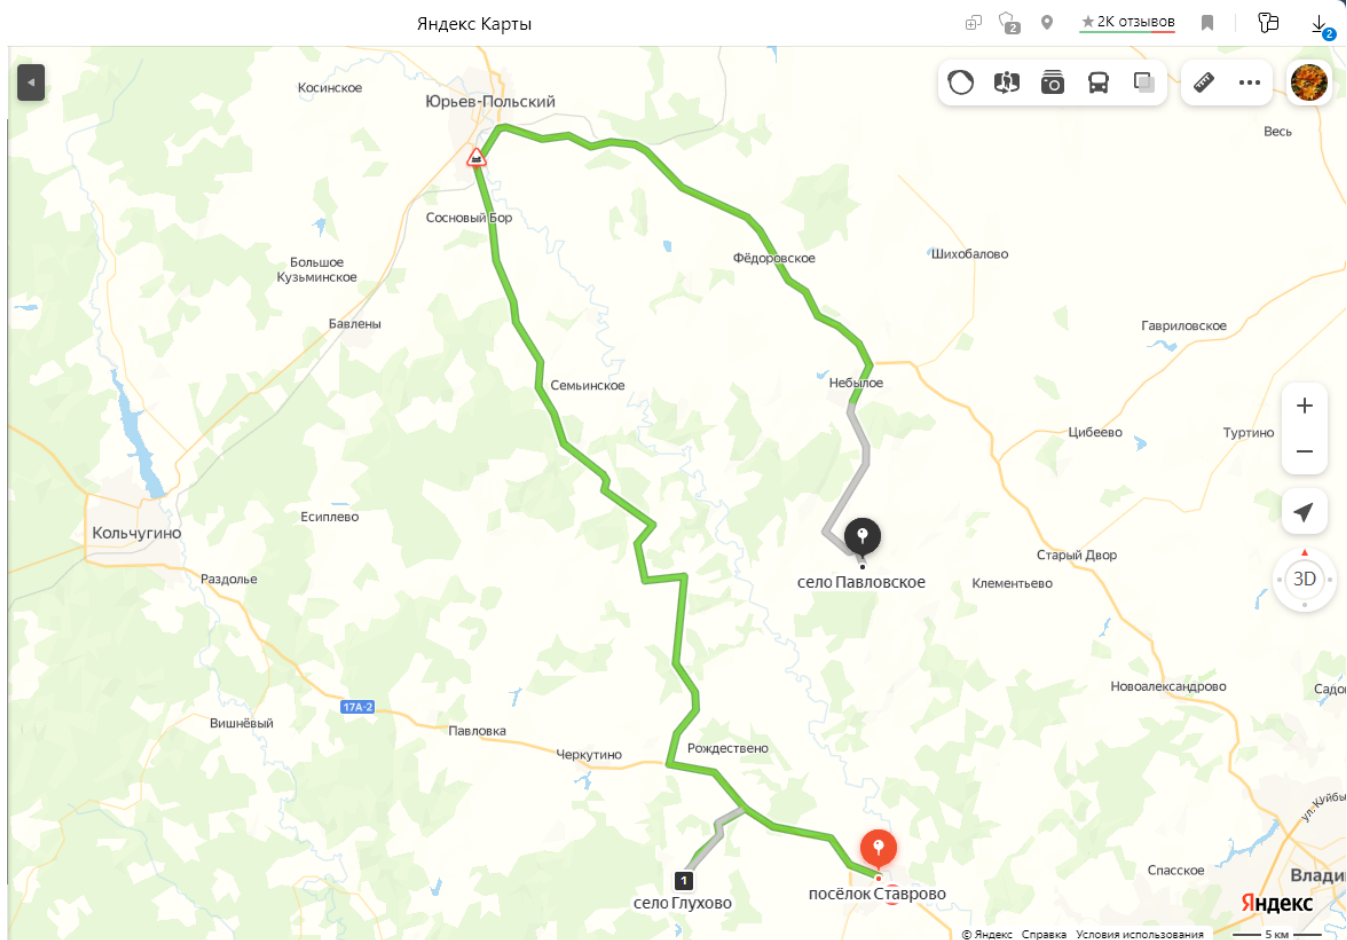 Яндекс Карты
2
2К отзывов
2
Косинское
Юрьев-Польский
Весь
Сосновый Бор
Большое
Кузьминское
Фёдоровское
Шихобалово
Бавлены
Гавриловское
Семьинское
Небылое
Цибеево
Туртино
Есиплево
Кольчугино
Старый Двор
Раздолье
село Павловское
Клементьево
3D
Новоалександрово
Садо
17А-2
Вишнёвый
Павловка
Рождествено
Черкутино
ул. Куйбы
Спасское
Влади
1
село Глухово
посёлок Ставрово
Яндекс
© Яндекс Справка Условия использования
5 км